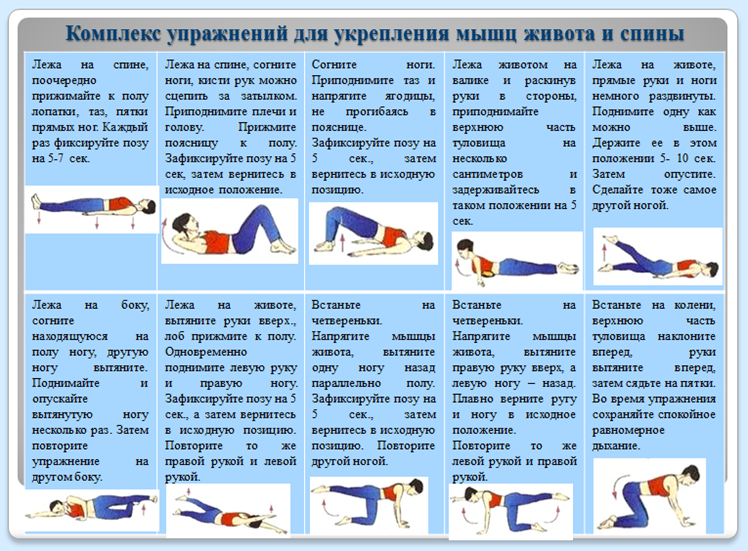 Комплекс упражнений для укрепления мышц живота и спины
Лежа на спине,
поочередно
прижимайте к полу
лопатки, таз, пятки
прямых ног. Каждый
раз фиксируйте позу
на 5-7 сек.
Лежа на спине, согните
ноги, кисти рук можно
сцепить за затылком.
Приподнимите плечи и
голову. Прижмите
поясницу к полу.
Зафиксируйте позу на 5
сек, затем вернитесь в
исходное положение.
Согните ноги.
Приподнимите таз и
напрягите ягодицы,
не прогибаясь в
пояснице.
Зафиксируйте позу на
5 сек., затем
вернитесь в исходную
позицию.
Лежа животом на
валике и раскинув
руки в стороны,
приподнимайте
верхнюю часть
туловища на
несколько
сантиметров и
задерживайтесь в
таком положении на 5
сек.
Лежа на животе,
прямые руки и ноги
немного раздвинуты.
Поднимите одну как
можно выше.
Держите ее в этом
положении 5- 10 сек.
Затем опустите.
Сделайте тоже самое
другой ногой.
Лежа на боку,
согните
находящуюся на
полу ногу, другую
ногу вытяните.
Поднимайте и
опускайте
вытянутую ногу
несколько раз. Затем
повторите
упражнение на
другом боку.
Лежа на животе,
вытяните руки вверх.,
лоб прижмите к полу.
Одновременно
поднимите левую руку
и правую ногу.
Зафиксируйте позу на 5
сек., а затем вернитесь
в исходную позицию.
Повторите то же
правой рукой и левой
рукой.
Встаньте на
четвереньки.
Напрягите мышцы
живота, вытяните
одну ногу назад
параллельно полу.
Зафиксируйте позу на
5 сек., затем
вернитесь в исходную
позицию. Повторите
другой ногой.
Встаньте на
четвереньки.
Напрягите мышцы
живота, вытяните
правую руку вверх, а
левую ногу – назад.
Плавно верните ругу
и ногу в исходное
положение.
Повторите то же
левой рукой и правой
рукой.
Встаньте на колени,
верхнюю часть
туловища наклоните
вперед, руки
вытяните вперед,
затем сядьте на пятки.
Во время упражнения
сохраняйте спокойное
равномерное
дыхание.